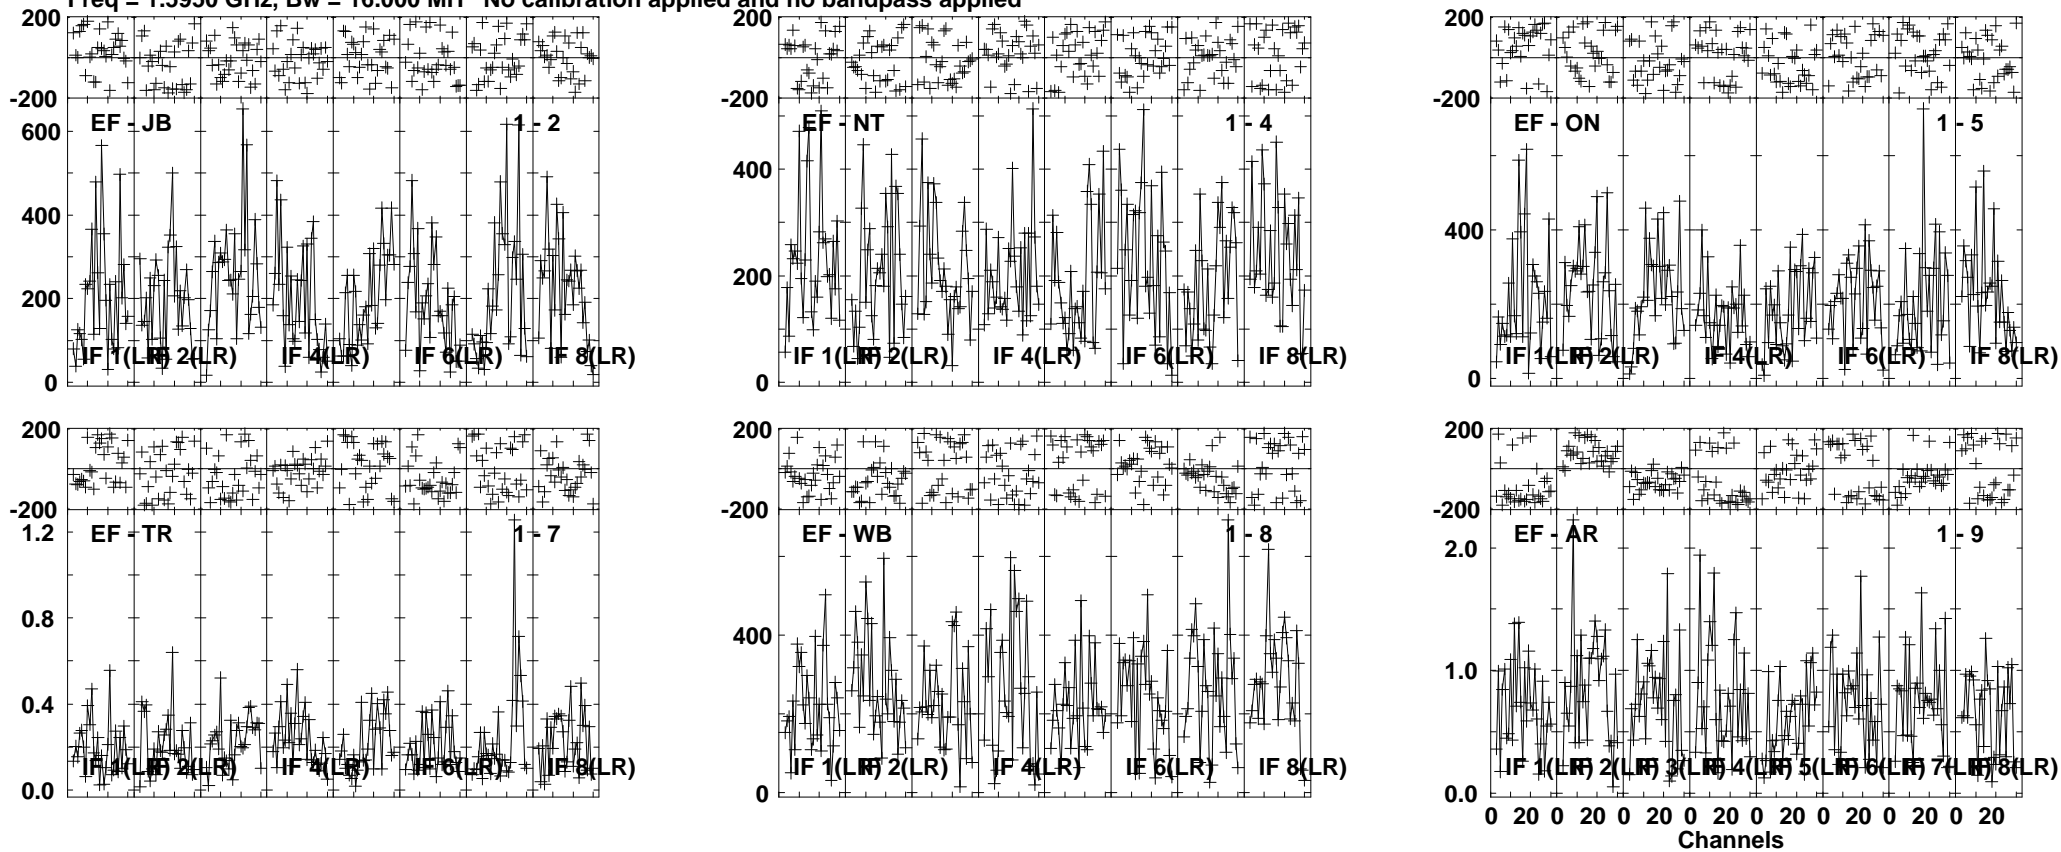 Freq = 1.5950 GHz, Bw = 16.000 MH No calibration applied and no bandpass applied
200
-200
EF - JB 1 - 2
600
400
200
0
IF 1(LR) IF 2(LR) IF 4(LR) IF 6(LR) IF 8(LR)
200
-200
EF - NT 1 - 4
400
200
0
IF 1(LR) IF 2(LR) IF 4(LR) IF 6(LR) IF 8(LR)
200
-200
EF - ON 1 - 5
400
0
IF 1(LR) IF 2(LR) IF 4(LR) IF 6(LR) IF 8(LR)
200
-200
EF - TR 1 - 7
1.2
0.8
0.4
0.0
IF 1(LR) IF 2(LR) IF 4(LR) IF 6(LR) IF 8(LR)
200
-200
EF - WB 1 - 8
400
0
IF 1(LR) IF 2(LR) IF 4(LR) IF 6(LR) IF 8(LR)
200
-200
EF - AR 1 - 9
2.0
1.0
0.0
IF 1(LR) IF 2(LR) IF 3(LR) IF 4(LR) IF 5(LR) IF 6(LR) IF 7(LR) IF 8(LR)
0 20 0 20 0 20 0 20 0 20 0 20 0 20 0 20
Channels